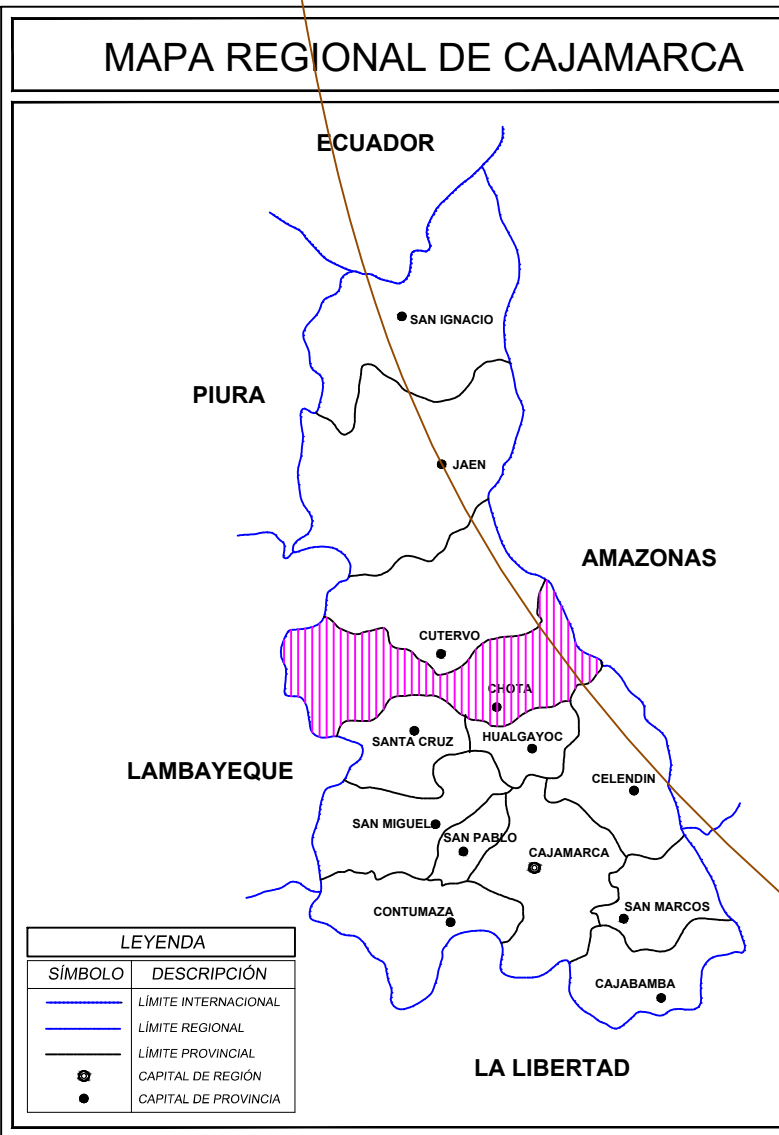 MAPA REGIONAL DE CAJAMARCA
ECUADOR
SAN IGNACIO
PIURA
JAEN
AMAZONAS
CUTERVO
CHOTA
SANTA CRUZ
HUALGAYOC
LAMBAYEQUE
CELENDIN
SAN MIGUEL
SAN PABLO
CAJAMARCA
CONTUMAZA
SAN MARCOS
CAJABAMBA
LA LIBERTAD
LEYENDA
SÍMBOLO DESCRIPCIÓN
LÍMITE INTERNACIONAL
LÍMITE REGIONAL
LÍMITE PROVINCIAL
CAPITAL DE REGIÓN
CAPITAL DE PROVINCIA